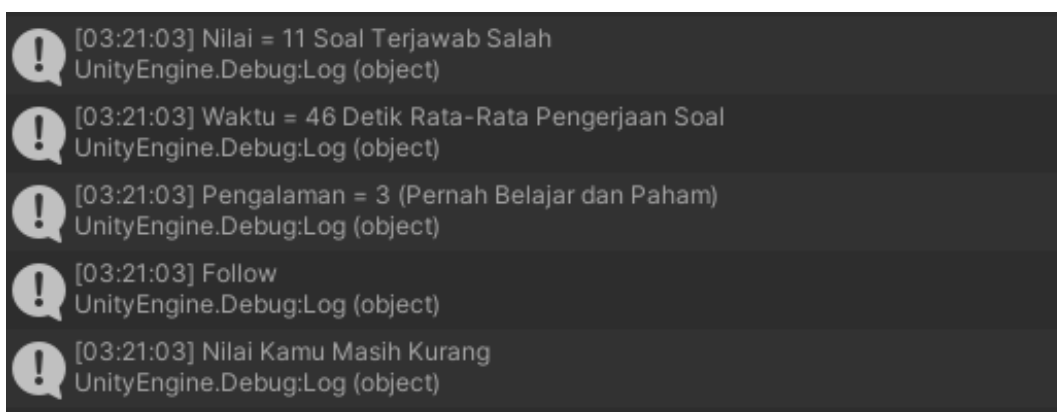 [03:21:03] Nilai = 11 Soal Terjawab Salah
UnityEngine.Debug:Log (object)
[03:21:03] Waktu = 46 Detik Rata-Rata Pengerjaan Soal
UnityEngine.Debug:Log (object)
[03:21:03] Pengalaman = 3 (Pernah Belajar dan Paham)
UnityEngine.Debug:Log (object)
[03:21:03] Follow
UnityEngine.Debug:Log (object)
[03:21:03] Nilai Kamu Masih Kurang
UnityEngine.Debug:Log (object)